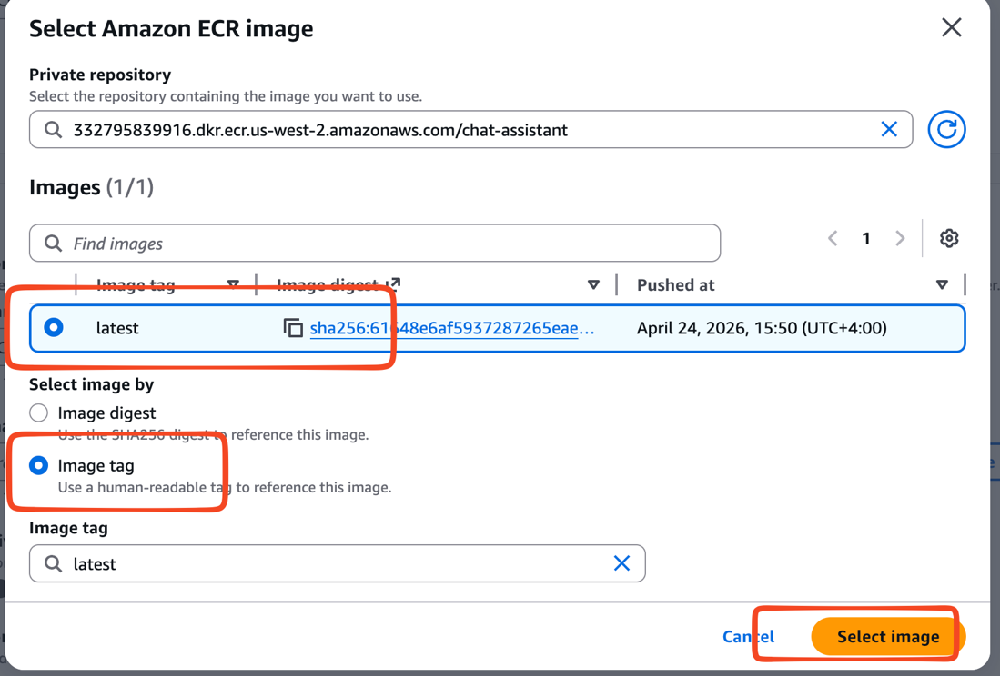 Select Amazon ECR image
Private repository
Select the repository containing the image you want to use.
332795839916.dkr.ecr.us-west-2.amazonaws.com/chat-assistant
Images (1/1)
Find images
1
Image tag Image digest Pushed at
latest sha256:61648e6af5937287265eae... April 24, 2026, 15:50 (UTC+4:00)
Select image by
Image digest
Use the SHA256 digest to reference this image.
Image tag
Use a human-readable tag to reference this image.
Image tag
latest
Cancel Select image